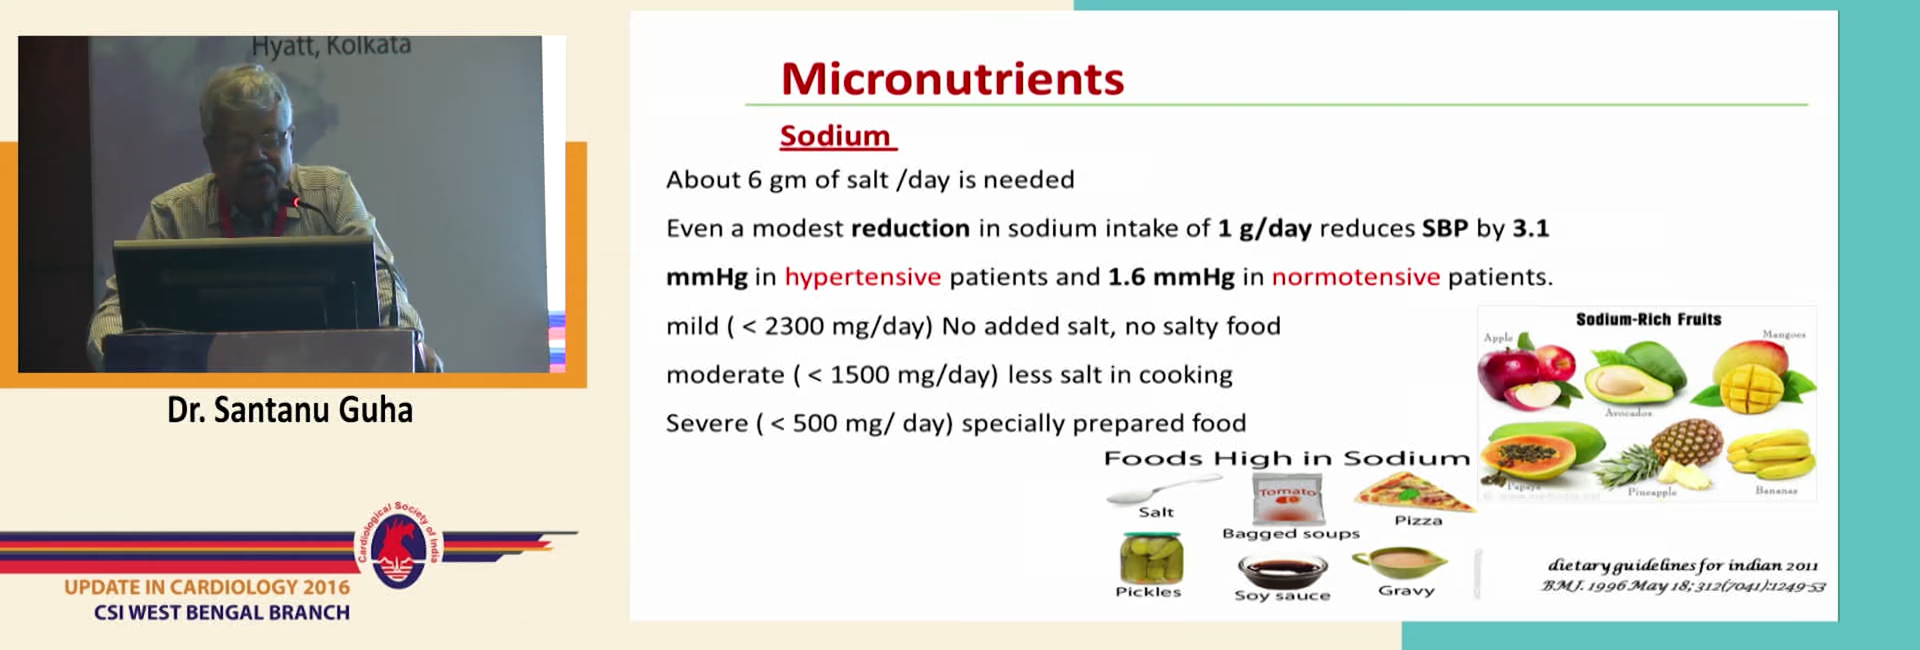 Hyatt, Kolkata
Dr. Santanu Guha
Cardiological Society of India
UPDATE IN CARDIOLOGY 2016
CSI WEST BENGAL BRANCH
Micronutrients
Sodium
About 6 gm of salt /day is needed
Even a modest reduction in sodium intake of 1 g/day reduces SBP by 3.1
mmHg in hypertensive patients and 1.6 mmHg in normotensive patients.
mild ( < 2300 mg/day) No added salt, no salty food
moderate ( < 1500 mg/day) less salt in cooking
Severe ( < 500 mg/ day) specially prepared food
Sodium-Rich Fruits
Apple
Mangoes
Avocados
Papaya
Pineapple
Bananas
Foods High in Sodium
Tomato
Salt
Bagged soups
Pizza
Pickles
Soy sauce
Gravy
dietary guidelines for indian 2011
BMJ. 1996 May 18; 312(7041):1249-53